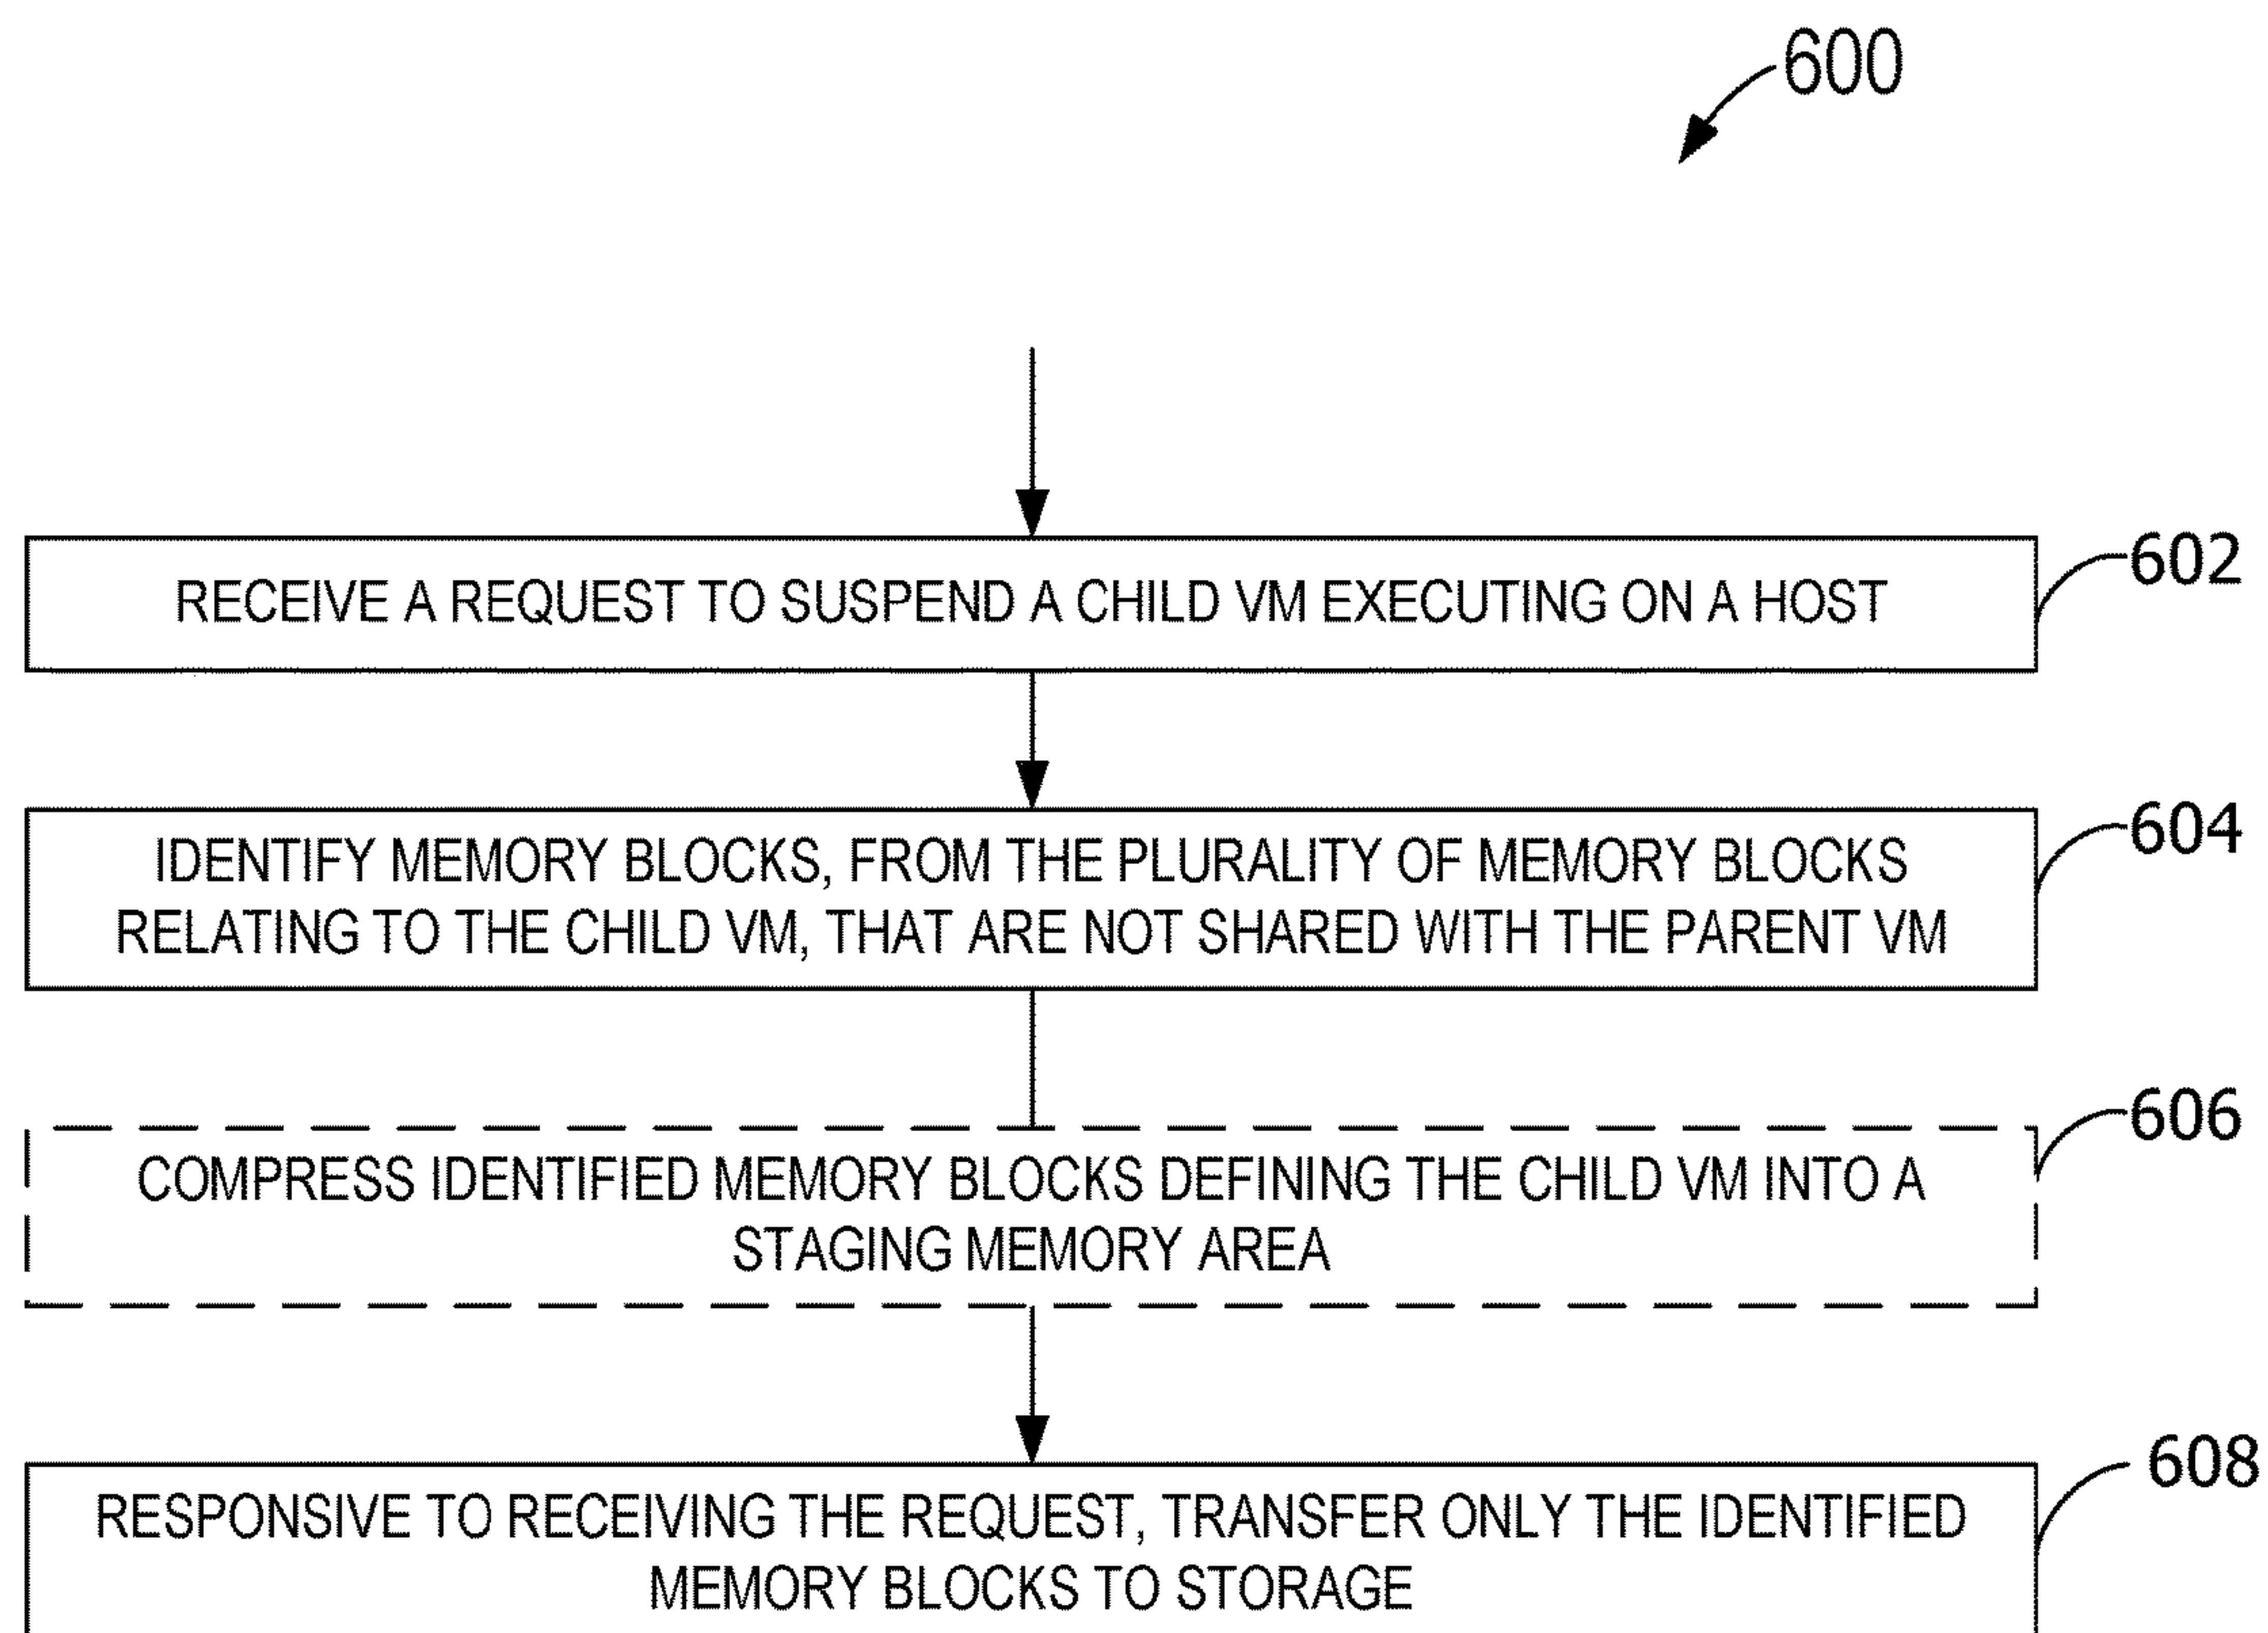 600
RECEIVE A REQUEST TO SUSPEND A CHILD VM EXECUTING ON A HOST
602
IDENTIFY MEMORY BLOCKS, FROM THE PLURALITY OF MEMORY BLOCKS
RELATING TO THE CHILD VM, THAT ARE NOT SHARED WITH THE PARENT VM
604
COMPRESS IDENTIFIED MEMORY BLOCKS DEFINING THE CHILD VM INTO A
STAGING MEMORY AREA
606
RESPONSIVE TO RECEIVING THE REQUEST, TRANSFER ONLY THE IDENTIFIED
MEMORY BLOCKS TO STORAGE
608